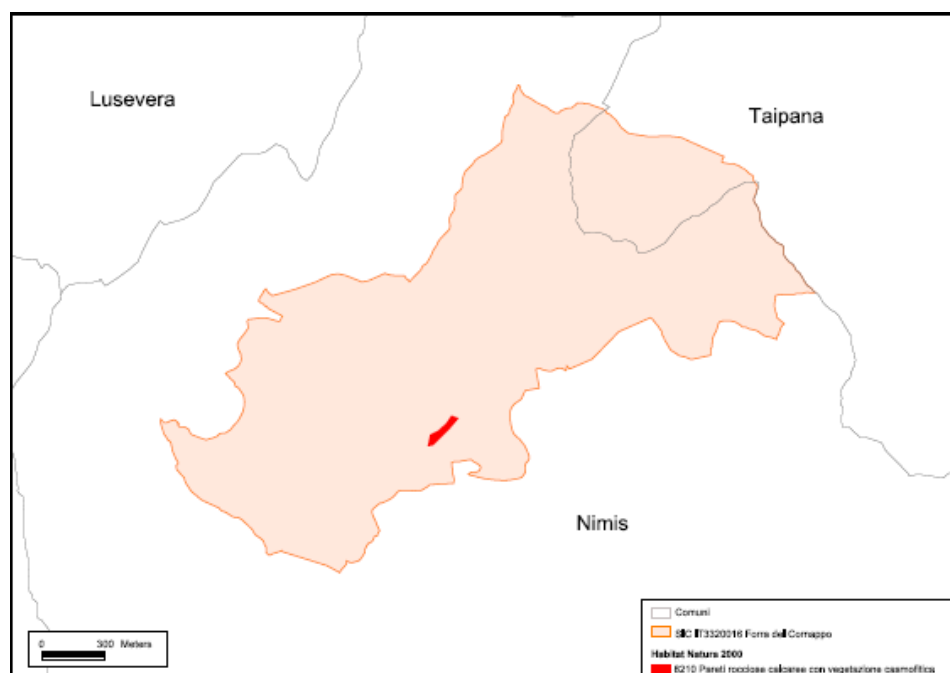 Lusevera
Taipana
Nimis
0 300 Meters
Comuni
SIC IT3320016 Forra del Cornappo
Habitat Natura 2000
8210 Pareti rocciose calcaree con vegetazione casmofitica